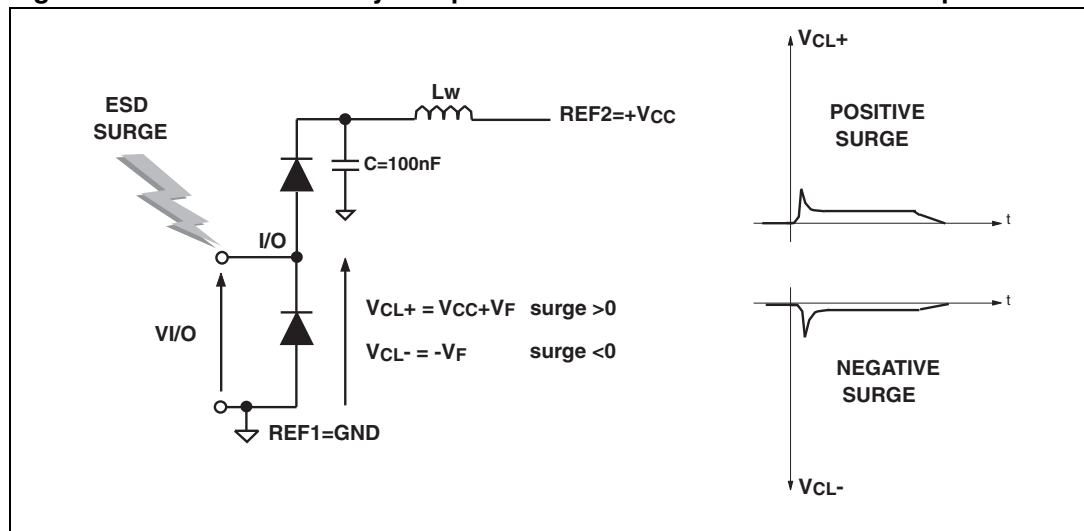 ESD
SURGE
Lw
REF2=+VCC
C=100nF
I/O
VI/O
VCL+ = VCC+VF surge >0
VCL- = -VF surge <0
REF1=GND
VCL+
POSITIVE
SURGE
t
t
NEGATIVE
SURGE
VCL-